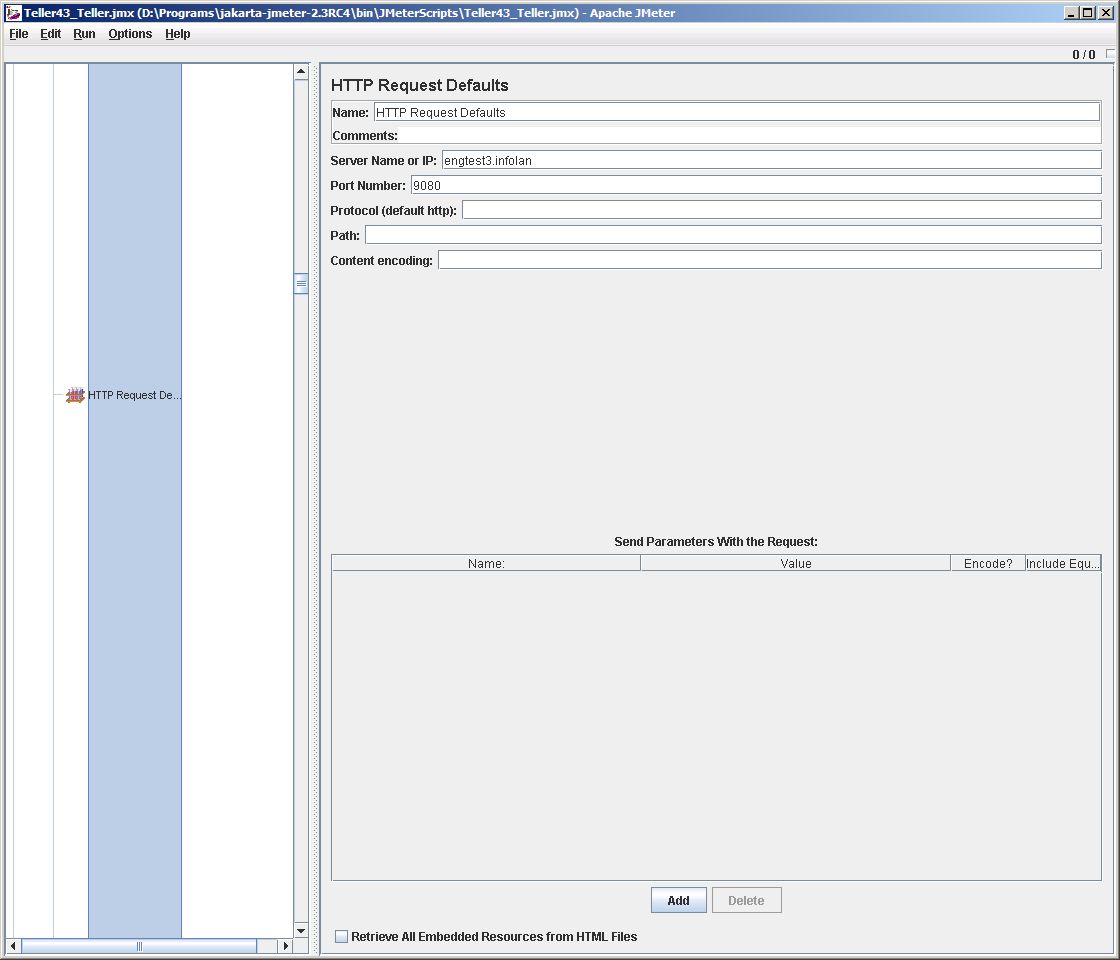 Teller43_Teller.jmx (D:\Programs\jakarta-jmeter-2.3RC4\bin\JMeterScripts\Teller43_Teller.jmx) - Apache JMeter
File Edit Run Options Help
0 / 0
HTTP Request De...
HTTP Request Defaults
Name: HTTP Request Defaults
Comments:
Server Name or IP: engtest3.infolan
Port Number: 9080
Protocol (default http):
Path:
Content encoding:
Send Parameters With the Request:
Name: Value Encode? Include Equ...
Add Delete
Retrieve All Embedded Resources from HTML Files